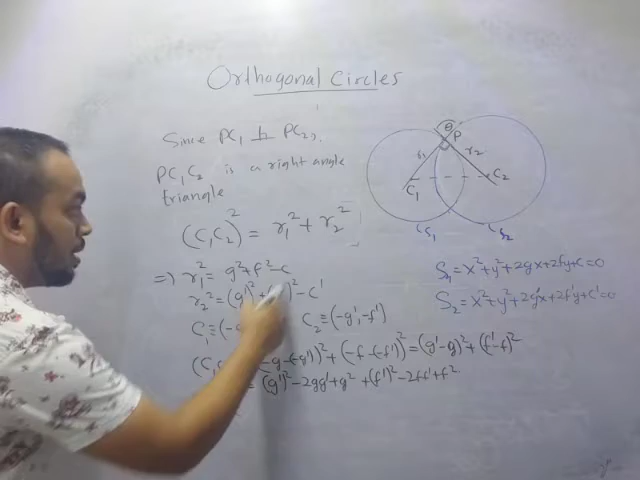 Orthogonal Circles
Since PC₁ ⊥ PC₂,
PC₁C₂ is a right angle
triangle
(C₁C₂)² = r₁² + r₂²
⇒ r₁² = g² + f² - c
r₂² = (g')² + ( )² - c'
C₁ ≡ (-g C₂ ≡ (-g', -f')
(C₁C -g-(-g'))² + (-f-(-f'))² = (g'-g)² + (f'-f)²
= (g')² - 2gg' + g² + (f')² - 2ff' + f²
θ
P
r₁ r₂
C₁ C₂
S₁ S₂
S₁ = x² + y² + 2gx + 2fy + c = 0
S₂ = x² + y² + 2g'x + 2f'y + c' = 0